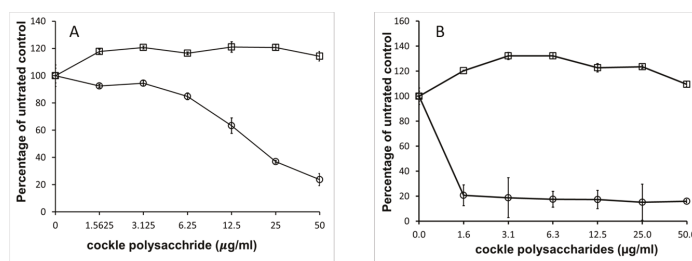 A
Percentage of untrated control
140
120
100
80
60
40
20
0
0 1.5625 3.125 6.25 12.5 25 50
cockle polysacchride (µg/ml)
B
Percentage of untrated control
160
140
120
100
80
60
40
20
0
0.0 1.6 3.1 6.3 12.5 25.0 50.0
cockle polysaccharides (µg/ml)